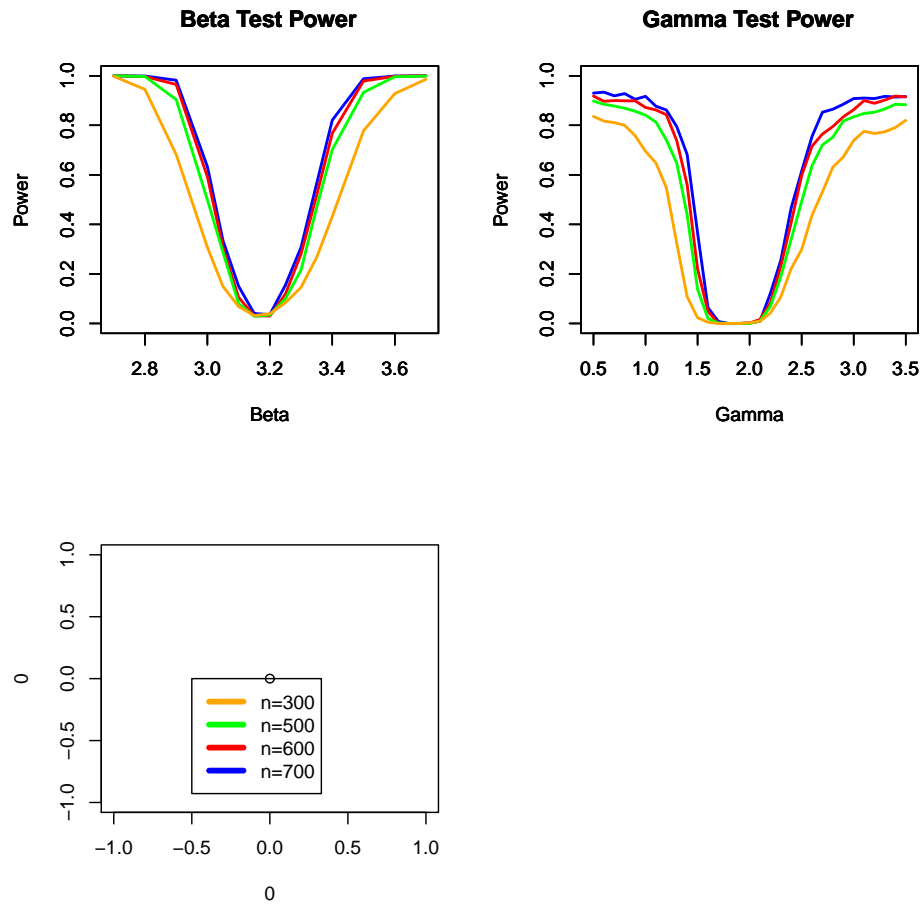 Beta Test Power
Power
0.0 0.2 0.4 0.6 0.8 1.0
2.8 3.0 3.2 3.4 3.6
Beta
Gamma Test Power
Power
0.0 0.2 0.4 0.6 0.8 1.0
0.5 1.0 1.5 2.0 2.5 3.0 3.5
Gamma
0
−1.0 −0.5 0.0 0.5 1.0
n=300
n=500
n=600
n=700
−1.0 −0.5 0.0 0.5 1.0
0